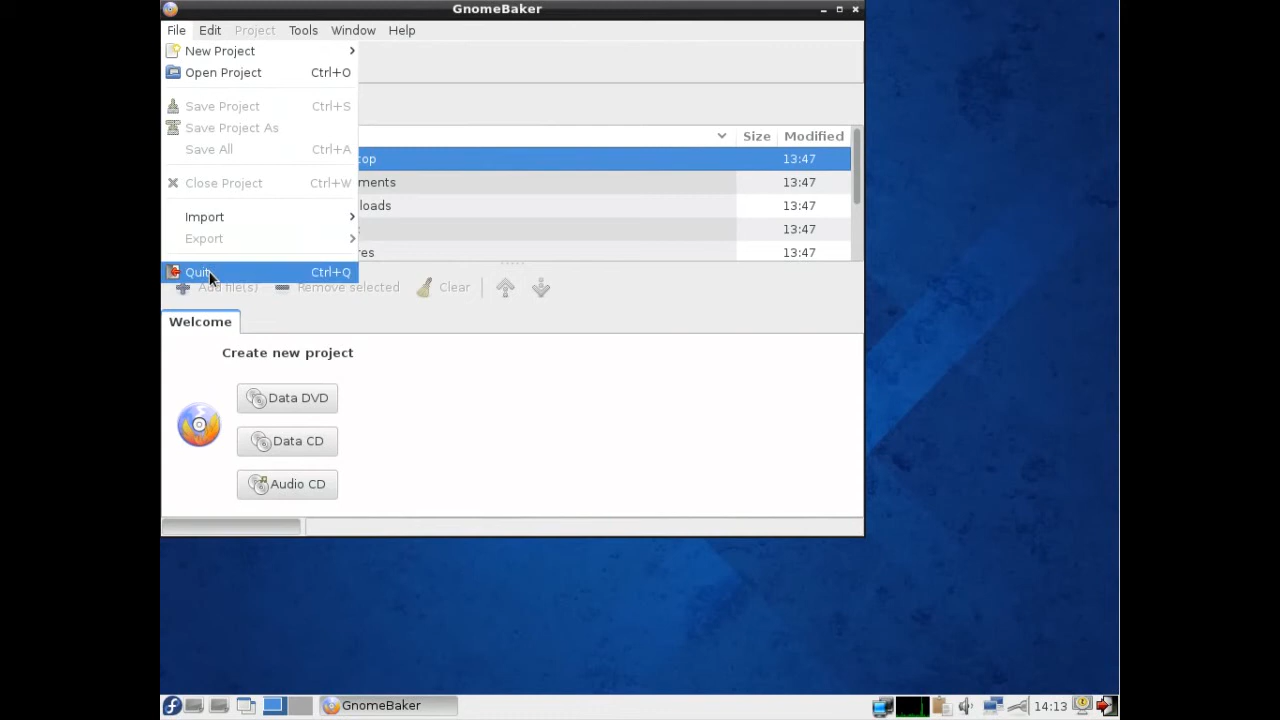 GnomeBaker
File Edit Project Tools Window Help
New Project
Open Project Ctrl+O
Save Project Ctrl+S
Save Project As
Save All Ctrl+A
Close Project Ctrl+W
Import
Export
Quit Ctrl+Q
Size Modified
top 13:47
ments 13:47
loads 13:47
13:47
res 13:47
Add file(s) Remove selected Clear
Welcome
Create new project
Data DVD
Data CD
Audio CD
GnomeBaker 14:13